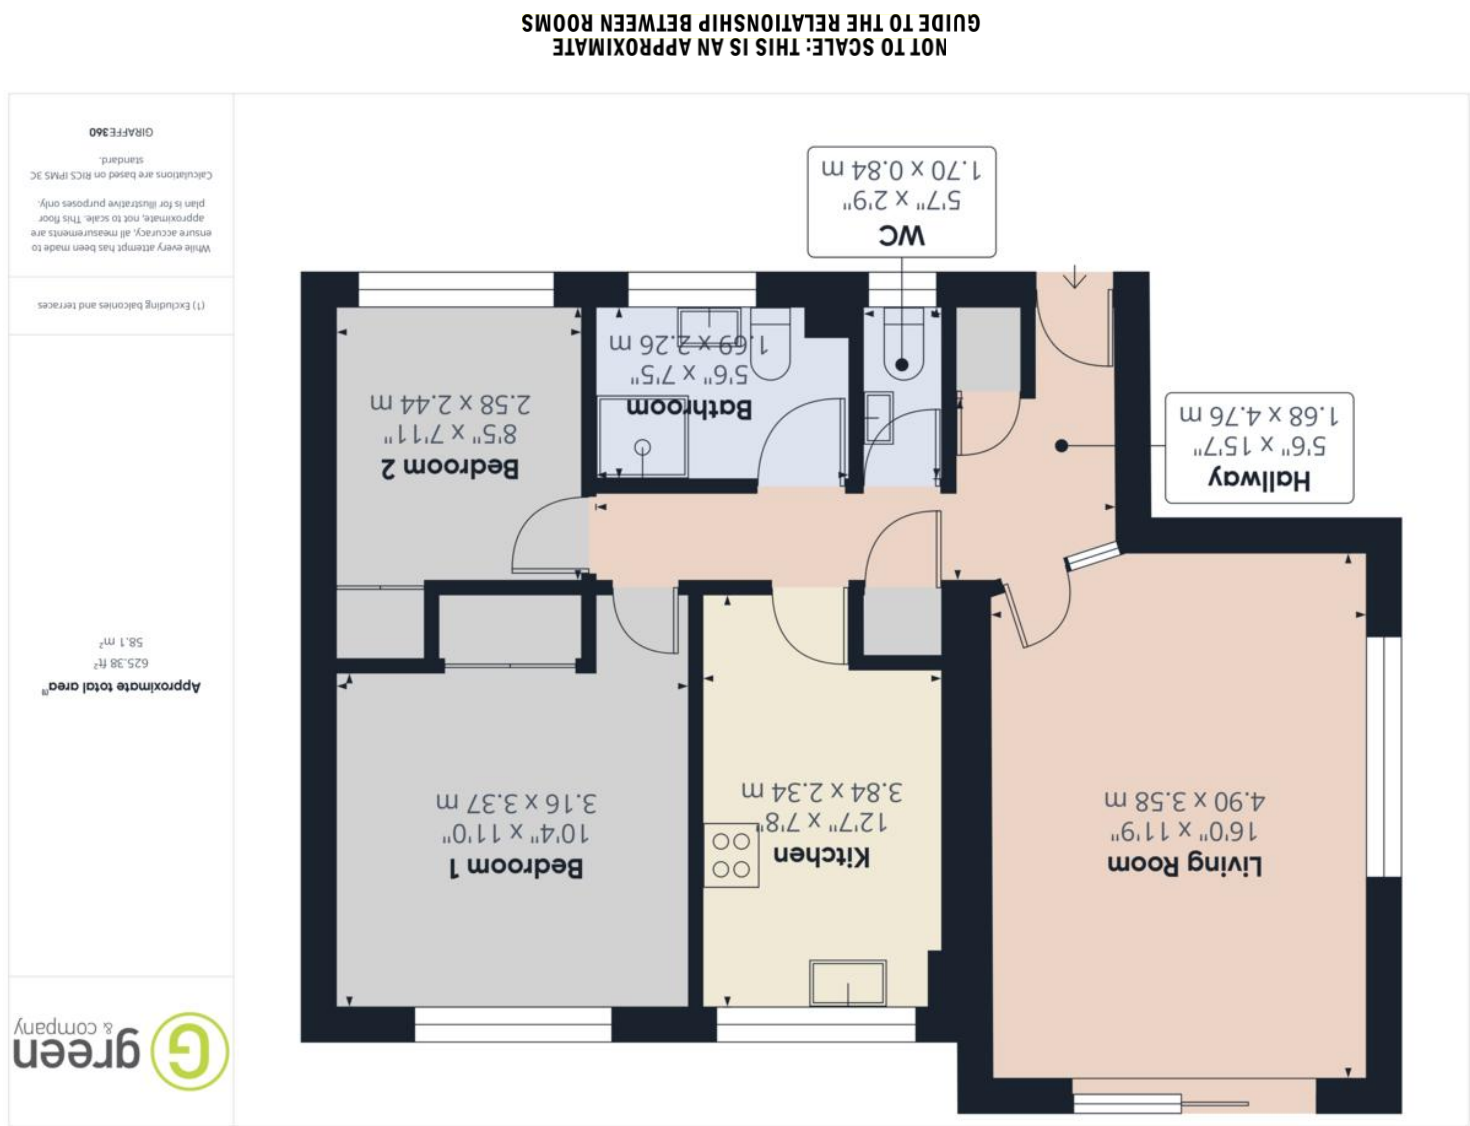 green
& company
Approximate total area(1)
625.38 ft²
58.1 m²
(1) Excluding balconies and terraces
While every attempt has been made to
ensure accuracy, all measurements are
approximate, not to scale. This floor
plan is for illustrative purposes only.
Calculations are based on RICS IPMS 3C
standard.
GIRAFFE360
Living Room
16'0" x 11'9"
4.90 x 3.58 m
Kitchen
12'7" x 7'8"
3.84 x 2.34 m
Bedroom 1
10'4" x 11'0"
3.16 x 3.37 m
Hallway
5'6" x 15'7"
1.68 x 4.76 m
Bathroom
5'6" x 7'5"
1.69 x 2.26 m
Bedroom 2
8'5" x 7'11"
2.58 x 2.44 m
WC
5'7" x 2'9"
1.70 x 0.84 m
NOT TO SCALE: THIS IS AN APPROXIMATE
GUIDE TO THE RELATIONSHIP BETWEEN ROOMS